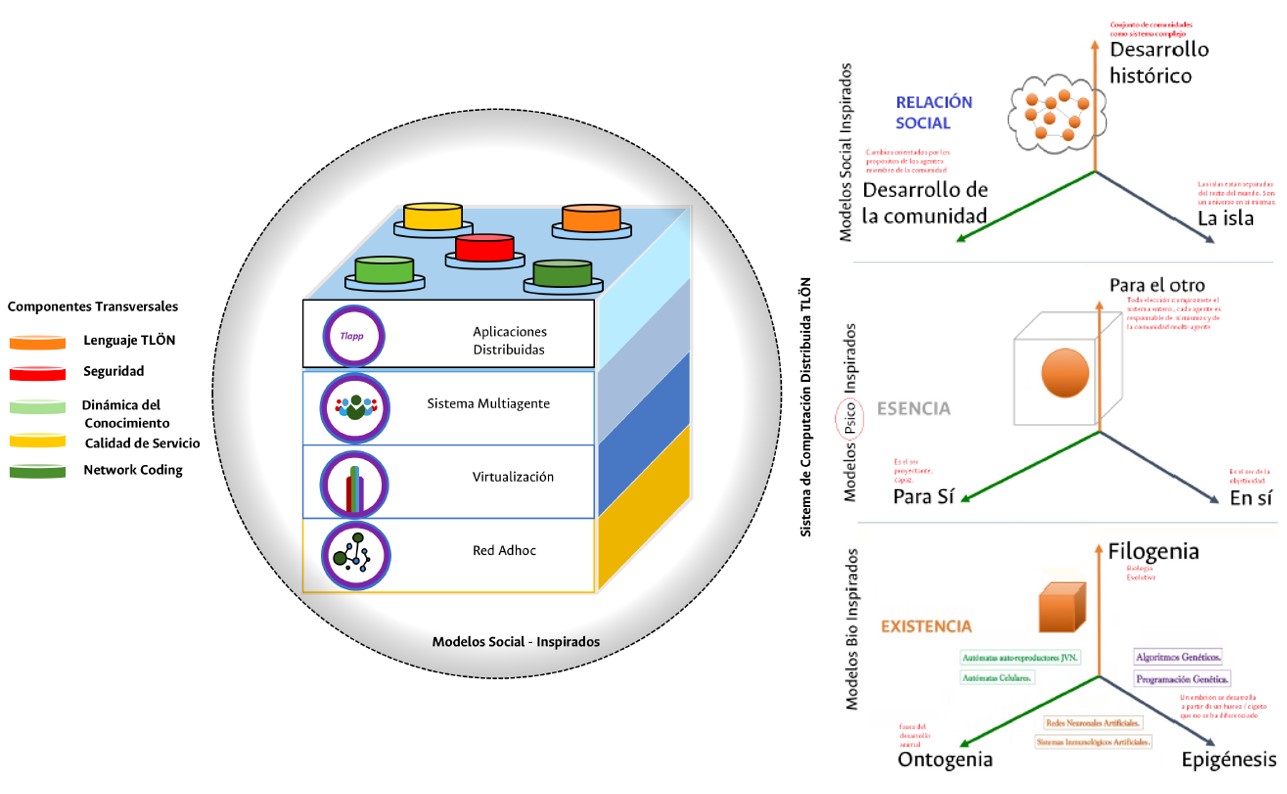 Componentes Transversales
Lenguaje TLÖN
Seguridad
Dinámica del
Conocimiento
Calidad de Servicio
Network Coding
Tlapp
Aplicaciones
Distribuidas
Sistema Multiagente
Virtualización
Red Adhoc
Modelos Social - Inspirados
Sistema de Computación Distribuida TLÖN
Modelos Social Inspirados
Conjunto de comunidades
como sistema complejo
Desarrollo
histórico
RELACIÓN
SOCIAL
Cambios orientados por los
propósitos de los agentes
miembro de la comunidad
Desarrollo de
la comunidad
Las islas están separadas
del resto del mundo. Son
un universo en sí mismas
La isla
Modelos Psico Inspirados
Para el otro
Toda elección compromete el
sistema entero, cada agente es
responsable de sí mismo y de
la comunidad multi-agente
ESENCIA
Es el ser
proyectante,
capaz.
Para Sí
Es el ser de la
objetividad
En sí
Modelos Bio Inspirados
Filogenia
Biología
Evolutiva
EXISTENCIA
Autómatas auto-reproductores JVN.
Autómatas Celulares.
Algoritmos Genéticos.
Programación Genética.
Un embrión se desarrolla
a partir de un huevo / cigoto
que no se ha diferenciado
Redes Neuronales Artificiales.
Sistemas Inmunológicos Artificiales.
fases del
desarrollo
animal
Ontogenia
Epigénesis